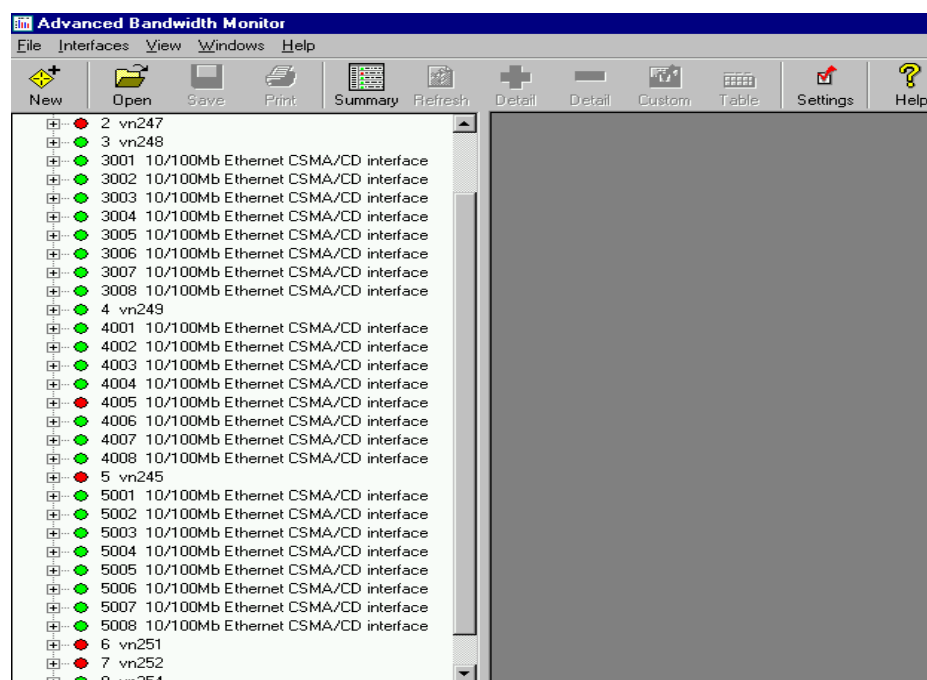 Advanced Bandwidth Monitor
File Interfaces View Windows Help
New Open Save Print Summary Refresh Detail Detail Custom Table Settings Help
2 vn247
3 vn248
3001 10/100Mb Ethernet CSMA/CD interface
3002 10/100Mb Ethernet CSMA/CD interface
3003 10/100Mb Ethernet CSMA/CD interface
3004 10/100Mb Ethernet CSMA/CD interface
3005 10/100Mb Ethernet CSMA/CD interface
3006 10/100Mb Ethernet CSMA/CD interface
3007 10/100Mb Ethernet CSMA/CD interface
3008 10/100Mb Ethernet CSMA/CD interface
4 vn249
4001 10/100Mb Ethernet CSMA/CD interface
4002 10/100Mb Ethernet CSMA/CD interface
4003 10/100Mb Ethernet CSMA/CD interface
4004 10/100Mb Ethernet CSMA/CD interface
4005 10/100Mb Ethernet CSMA/CD interface
4006 10/100Mb Ethernet CSMA/CD interface
4007 10/100Mb Ethernet CSMA/CD interface
4008 10/100Mb Ethernet CSMA/CD interface
5 vn245
5001 10/100Mb Ethernet CSMA/CD interface
5002 10/100Mb Ethernet CSMA/CD interface
5003 10/100Mb Ethernet CSMA/CD interface
5004 10/100Mb Ethernet CSMA/CD interface
5005 10/100Mb Ethernet CSMA/CD interface
5006 10/100Mb Ethernet CSMA/CD interface
5007 10/100Mb Ethernet CSMA/CD interface
5008 10/100Mb Ethernet CSMA/CD interface
6 vn251
7 vn252